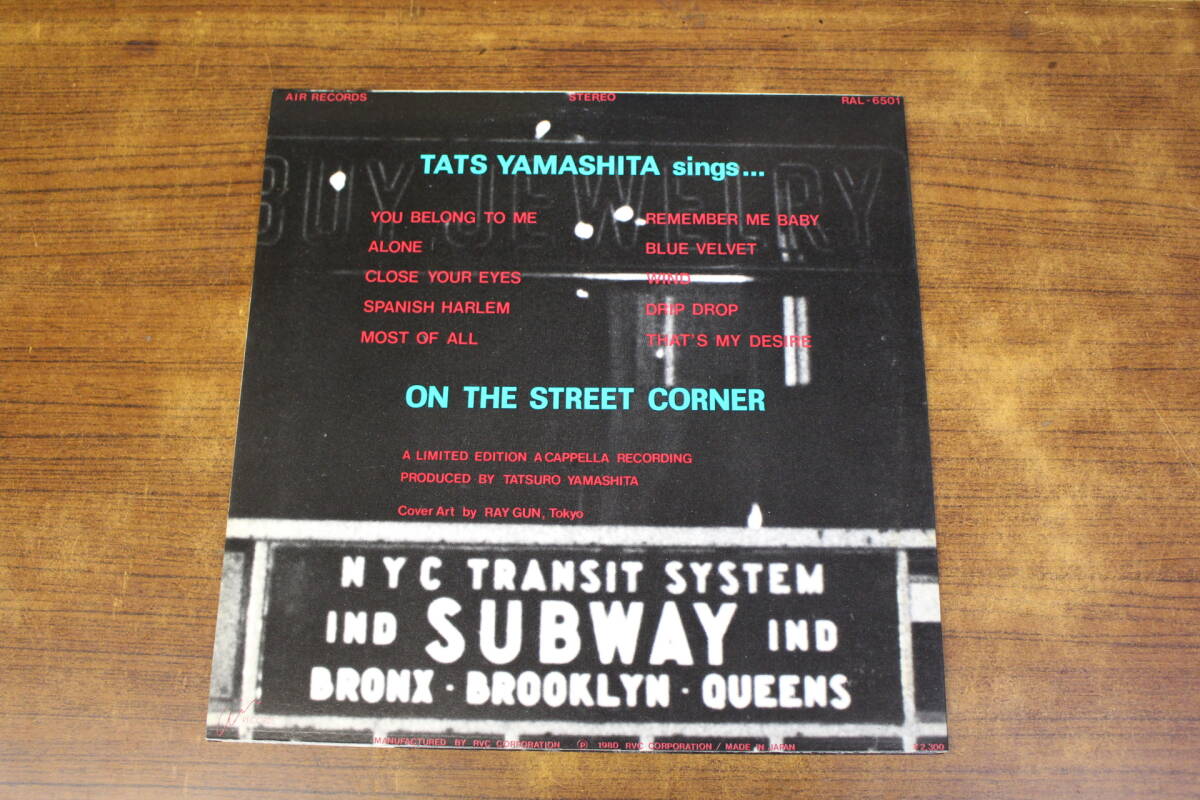 AIR RECORDS STEREO RAL-6501
BUY JEWELRY
TATS YAMASHITA sings...
YOU BELONG TO ME
ALONE
CLOSE YOUR EYES
SPANISH HARLEM
MOST OF ALL
REMEMBER ME BABY
BLUE VELVET
WIND
DRIP DROP
THAT'S MY DESIRE
ON THE STREET CORNER
A LIMITED EDITION A CAPPELLA RECORDING
PRODUCED BY TATSURO YAMASHITA
Cover Art by RAY GUN, Tokyo
NYC TRANSIT SYSTEM
IND SUBWAY IND
BRONX · BROOKLYN · QUEENS
MANUFACTURED BY RVC CORPORATION Ⓟ 1980 RVC CORPORATION / MADE IN JAPAN ¥2,300